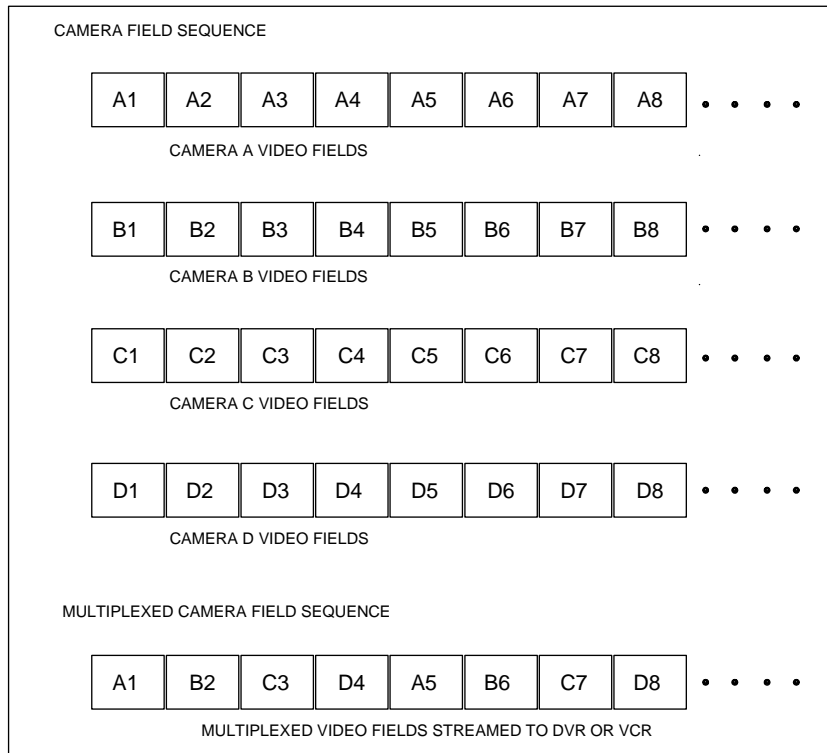 CAMERA FIELD SEQUENCE
A1 A2 A3 A4 A5 A6 A7 A8
CAMERA A VIDEO FIELDS
B1 B2 B3 B4 B5 B6 B7 B8
CAMERA B VIDEO FIELDS
C1 C2 C3 C4 C5 C6 C7 C8
CAMERA C VIDEO FIELDS
D1 D2 D3 D4 D5 D6 D7 D8
CAMERA D VIDEO FIELDS
MULTIPLEXED CAMERA FIELD SEQUENCE
A1 B2 C3 D4 A5 B6 C7 D8
MULTIPLEXED VIDEO FIELDS STREAMED TO DVR OR VCR